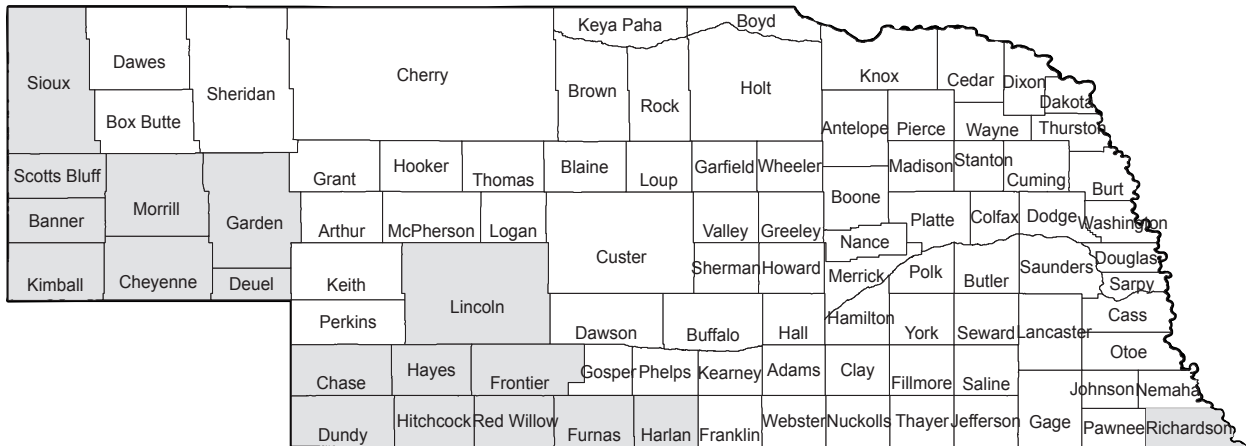 Keya Paha
Boyd
Dawes
Cherry
Knox
Cedar
Dixon
Sioux
Sheridan
Brown
Rock
Holt
Dakota
Box Butte
Antelope
Pierce
Wayne
Thurston
Scotts Bluff
Grant
Hooker
Thomas
Blaine
Loup
Garfield
Wheeler
Madison
Stanton
Cuming
Burt
Banner
Morrill
Garden
Arthur
McPherson
Logan
Boone
Platte
Colfax
Dodge
Washington
Valley
Greeley
Nance
Custer
Kimball
Cheyenne
Deuel
Keith
Lincoln
Sherman
Howard
Merrick
Polk
Butler
Saunders
Douglas
Sarpy
Perkins
Dawson
Buffalo
Hall
Hamilton
York
Seward
Lancaster
Cass
Otoe
Chase
Hayes
Frontier
Gosper
Phelps
Kearney
Adams
Clay
Fillmore
Saline
Johnson
Nemaha
Dundy
Hitchcock
Red Willow
Furnas
Harlan
Franklin
Webster
Nuckolls
Thayer
Jefferson
Gage
Pawnee
Richardson